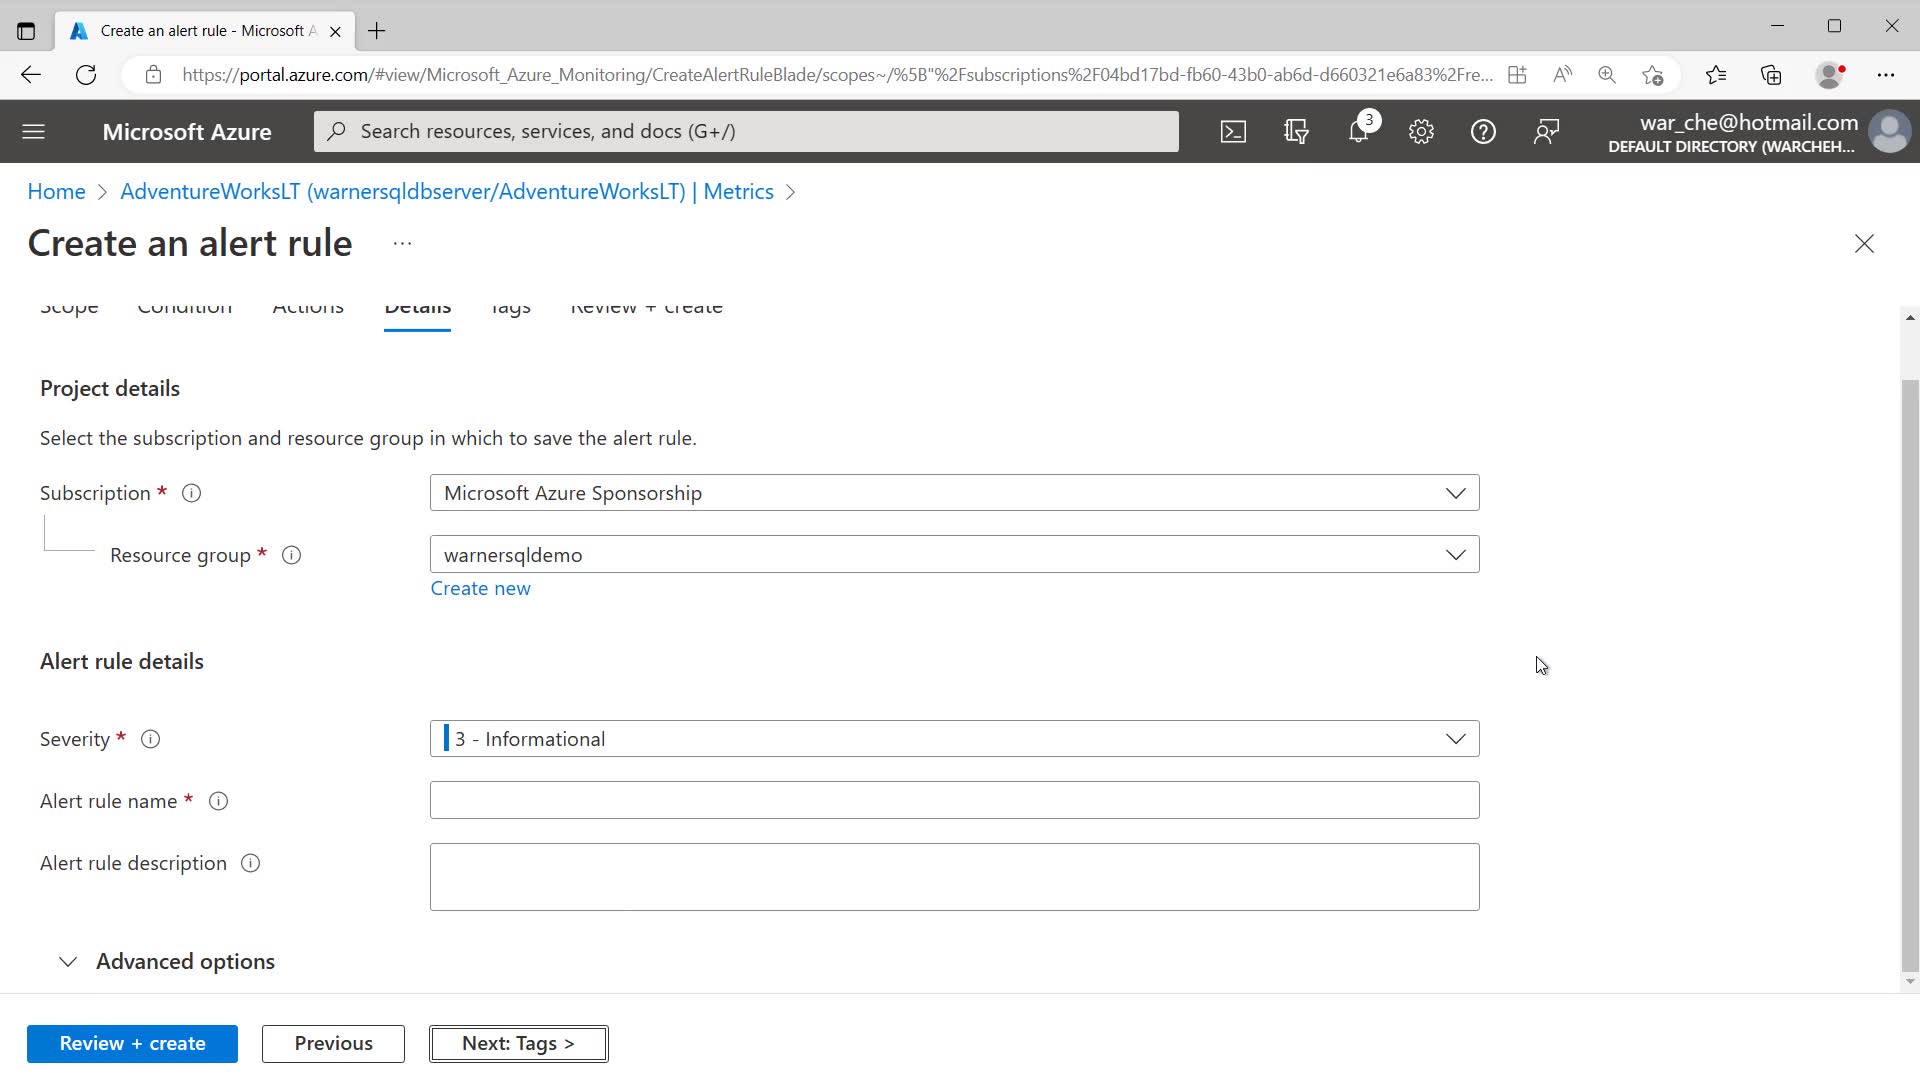 Create an alert rule - Microsoft A
https://portal.azure.com/#view/Microsoft_Azure_Monitoring/CreateAlertRuleBlade/scopes~/%5B"%2Fsubscriptions%2F04bd17bd-fb60-43b0-ab6d-d660321e6a83%2Fre...
Microsoft Azure
Search resources, services, and docs (G+/)
3
war_che@hotmail.com
DEFAULT DIRECTORY (WARCHEH...
Home > AdventureWorksLT (warnersqldbserver/AdventureWorksLT) | Metrics >
Create an alert rule ...
Scope Condition Actions Details Tags Review + create
Project details
Select the subscription and resource group in which to save the alert rule.
Subscription * Microsoft Azure Sponsorship
Resource group * warnersqldemo
Create new
Alert rule details
Severity * 3 - Informational
Alert rule name *
Alert rule description
Advanced options
Review + create Previous Next: Tags >